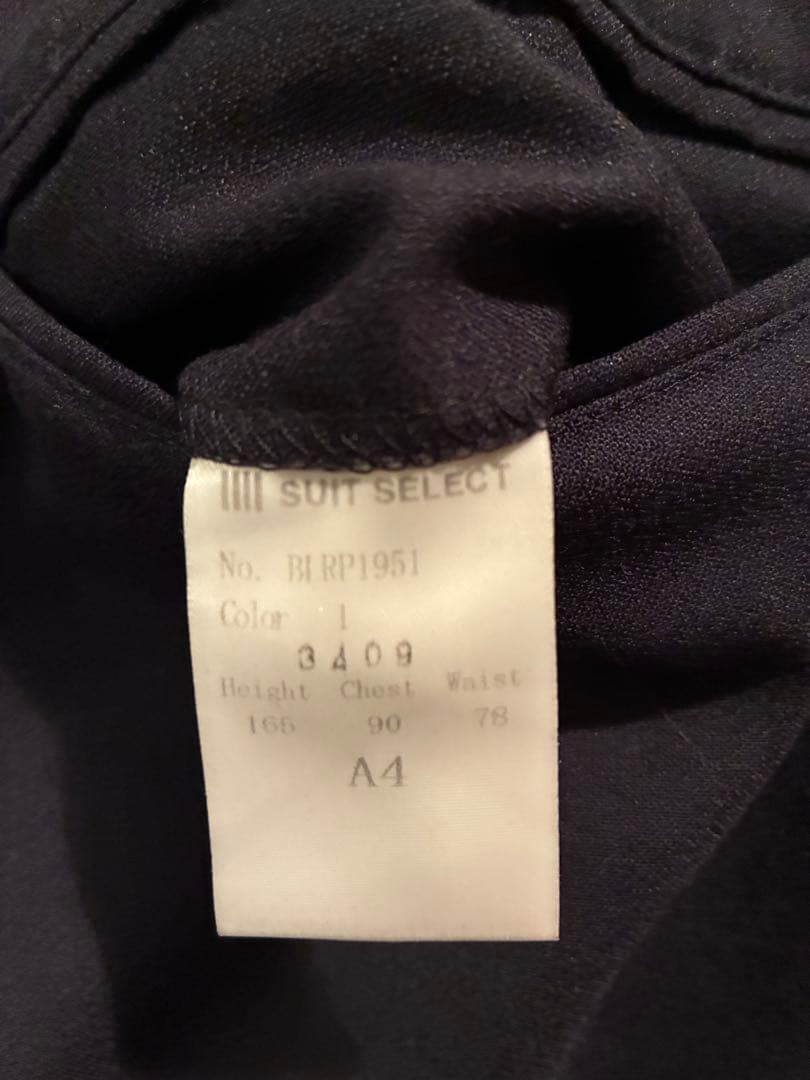 SUIT SELECT
No. BIRP1951
Color 1
3409
Height Chest Waist
165 90 78
A4